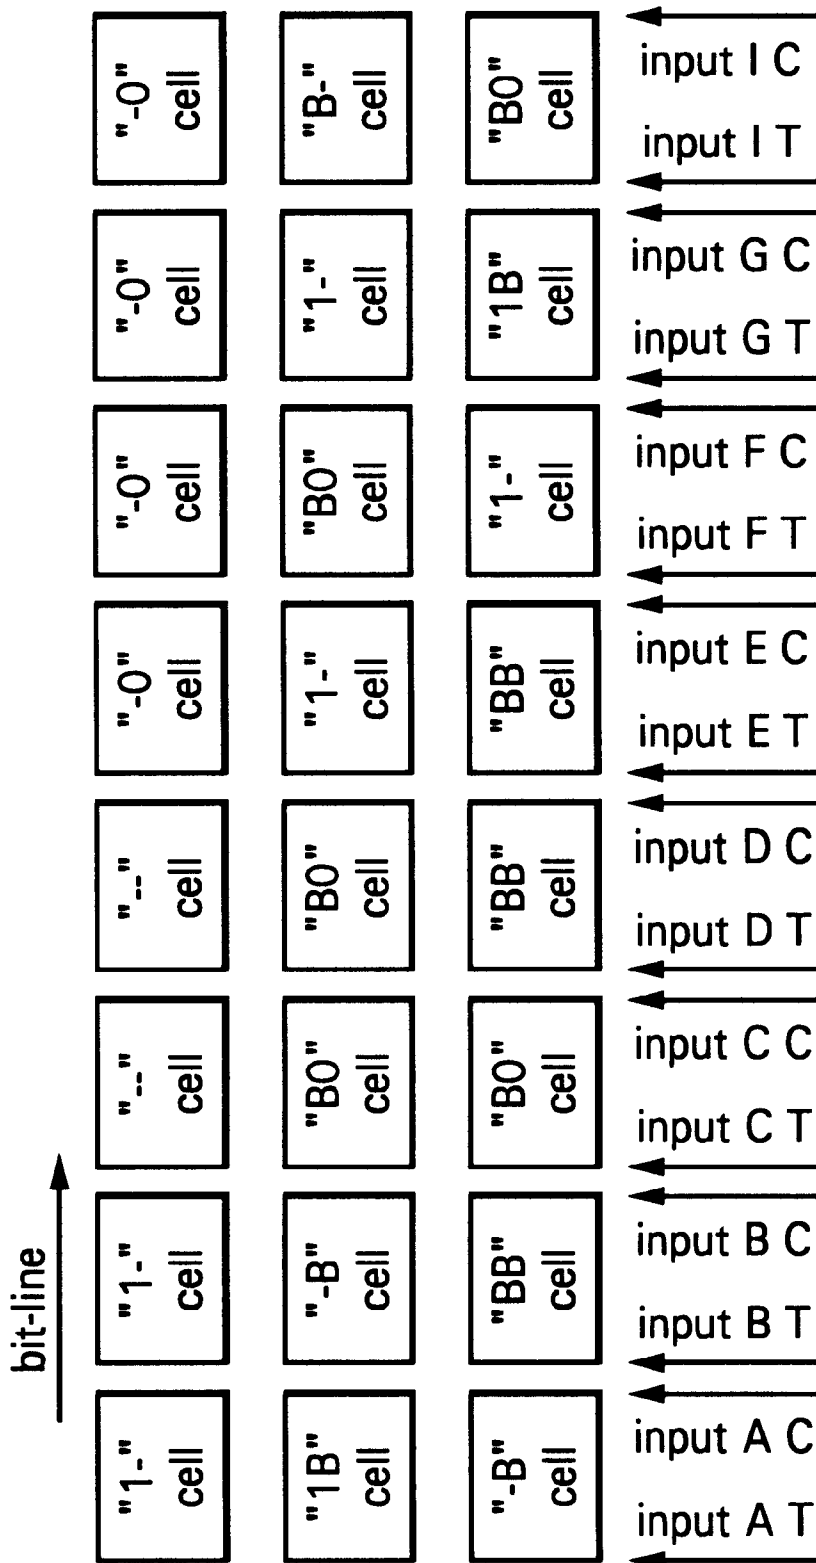 "-0"
cell
"B-"
cell
"B0"
cell
input I C
input I T
"-0"
cell
"1-"
cell
"1B"
cell
input G C
input G T
"-0"
cell
"B0"
cell
"1-"
cell
input F C
input F T
"-0"
cell
"1-"
cell
"BB"
cell
input E C
input E T
"--"
cell
"B0"
cell
"BB"
cell
input D C
input D T
"--"
cell
"B0"
cell
"B0"
cell
input C C
input C T
bit-line
"1-"
cell
"-B"
cell
"BB"
cell
input B C
input B T
"1-"
cell
"1B"
cell
"-B"
cell
input A C
input A T